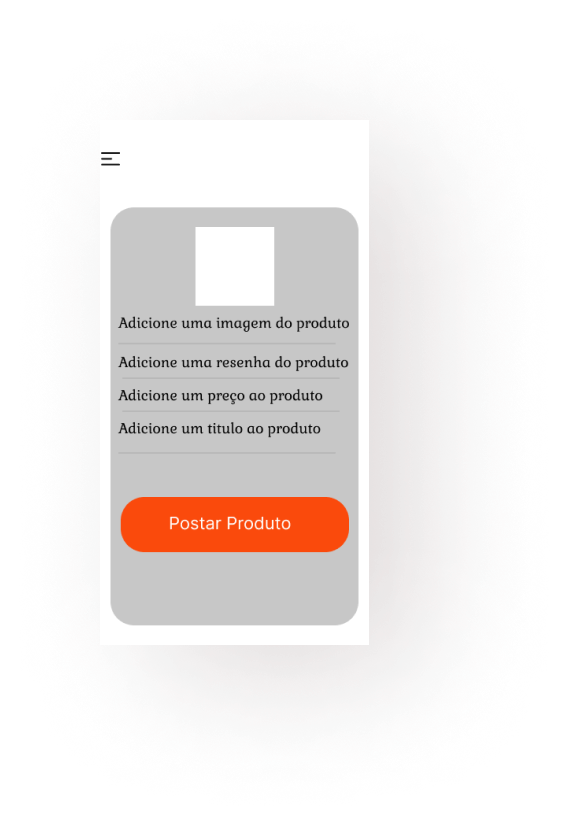 Adicione uma imagem do produto
Adicione uma resenha do produto
Adicione um preço ao produto
Adicione um titulo ao produto
Postar Produto